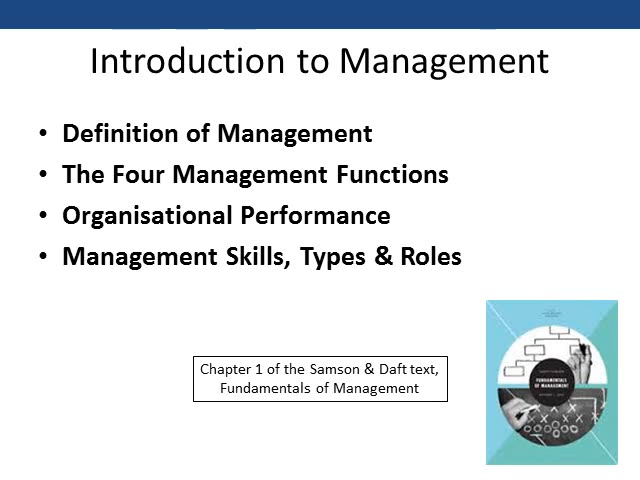 Introduction to Management
• Definition of Management
• The Four Management Functions
• Organisational Performance
• Management Skills, Types & Roles
Chapter 1 of the Samson & Daft text,
Fundamentals of Management
FUNDAMENTALS
OF MANAGEMENT